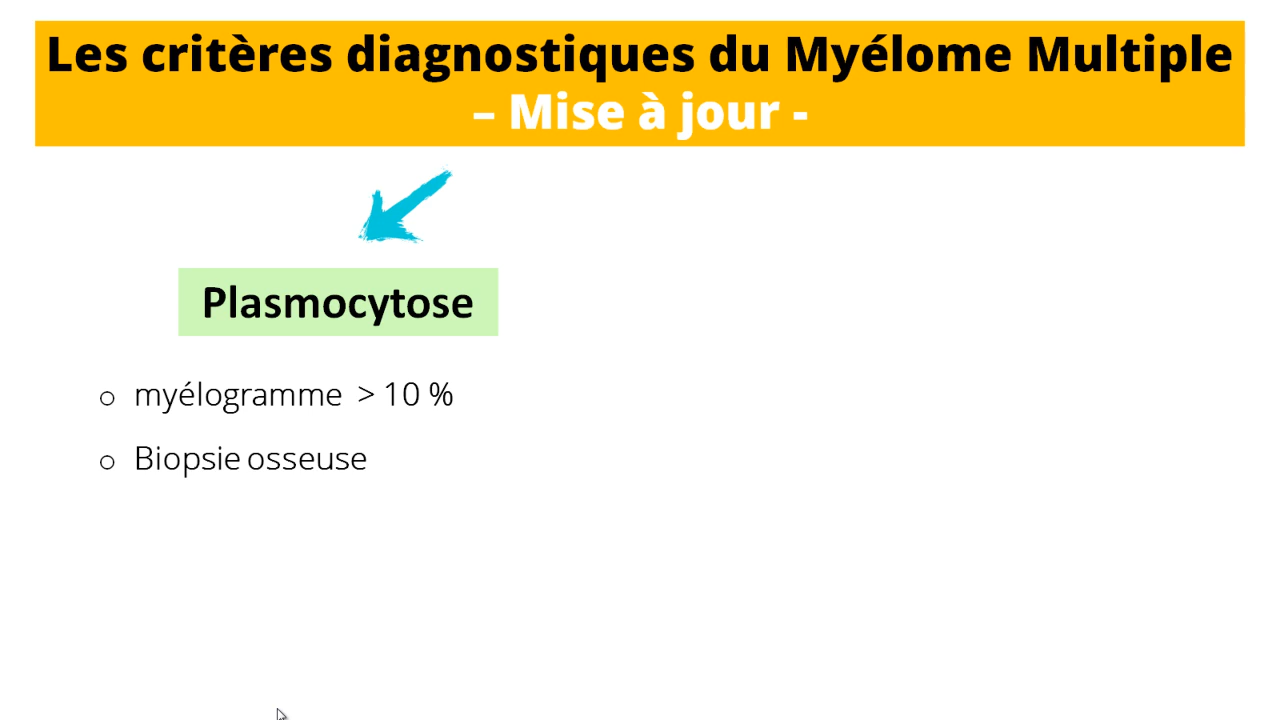 Les critères diagnostiques du Myélome Multiple
– Mise à jour -
Plasmocytose
o myélogramme > 10 %
o Biopsie osseuse